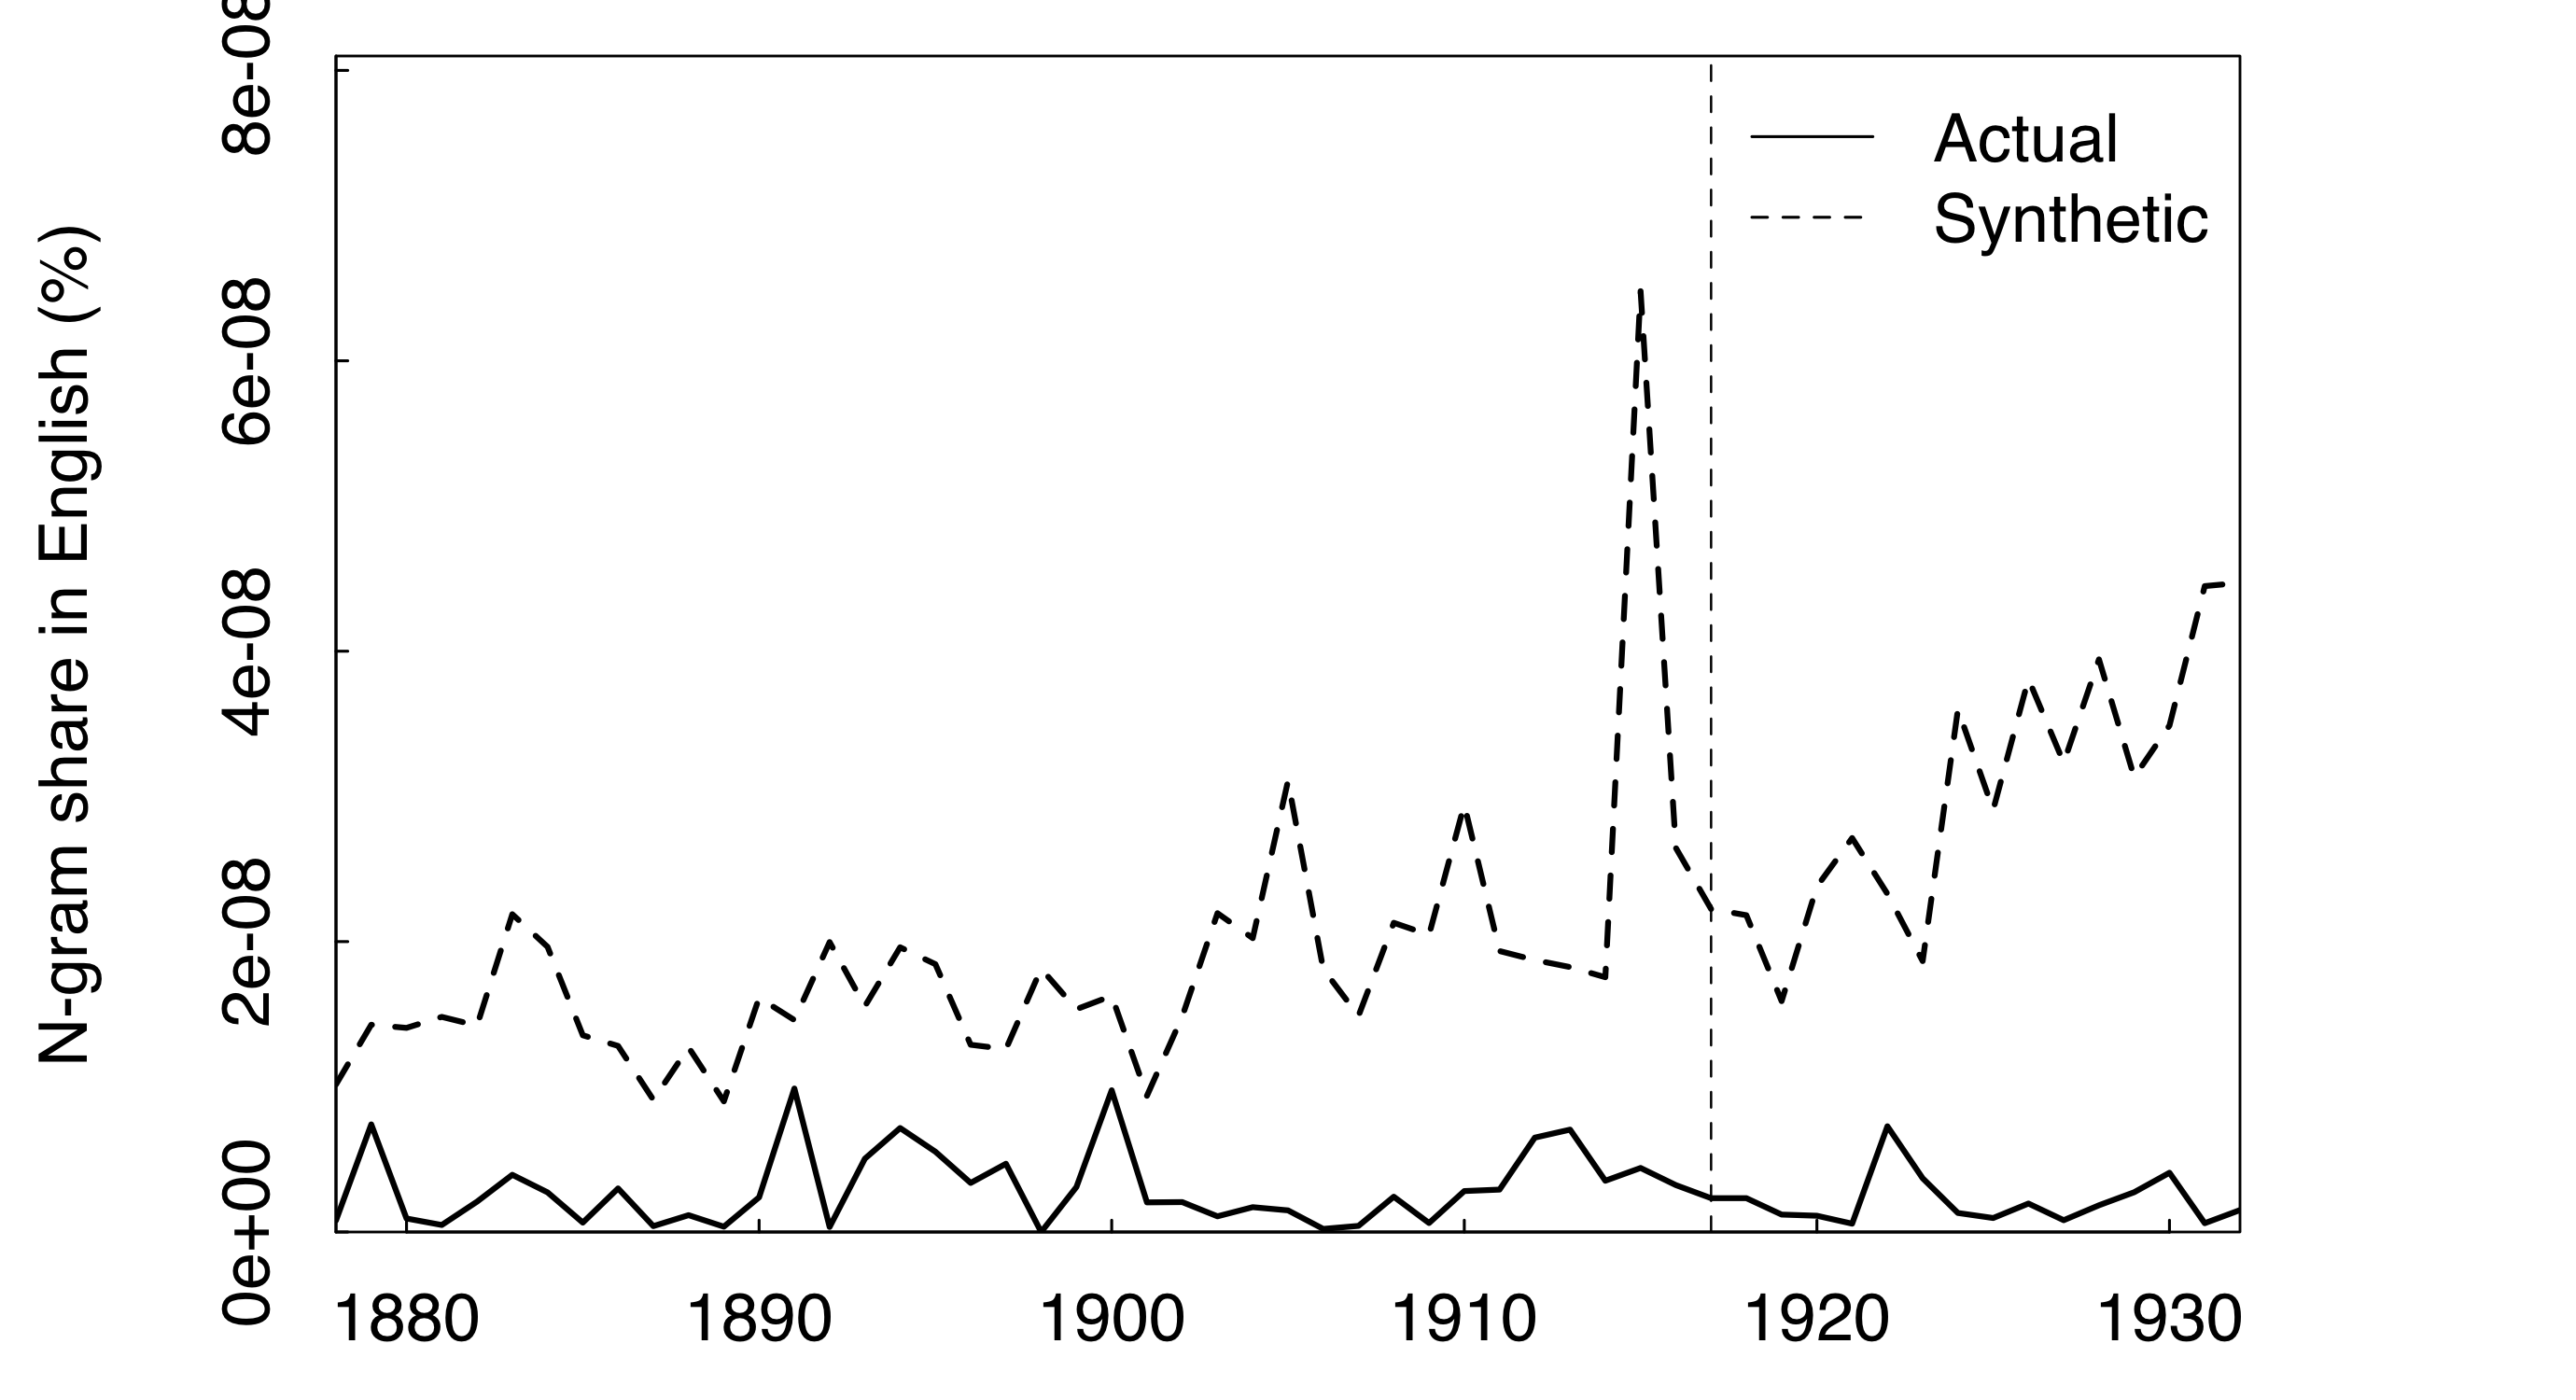 N-gram share in English (%)
8e-08
6e-08
4e-08
2e-08
0e+00
Actual
Synthetic
1880 1890 1900 1910 1920 1930